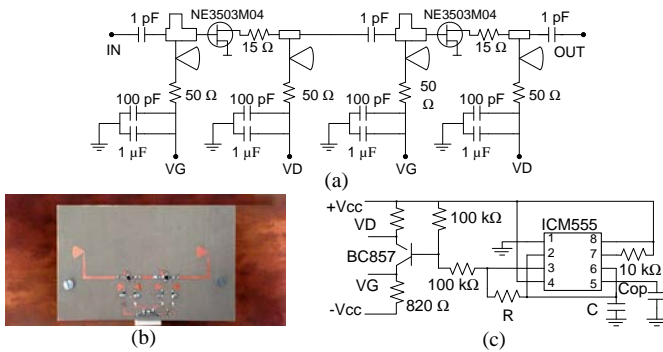 1 pF
NE3503M04
1 pF
NE3503M04
1 pF
IN
15 Ω
15 Ω
OUT
50 Ω
50 Ω
50
Ω
50 Ω
100 pF
100 pF
100 pF
100 pF
1 µF
1 µF
1 µF
1 µF
VG
VD
VG
VD
(a)
+Vcc
VD
100 kΩ
ICM555
BC857
1
8
2
7
3
6
4
5
10 kΩ
VG
100 kΩ
Cop
820 Ω
R
C
-Vcc
(b)
(c)